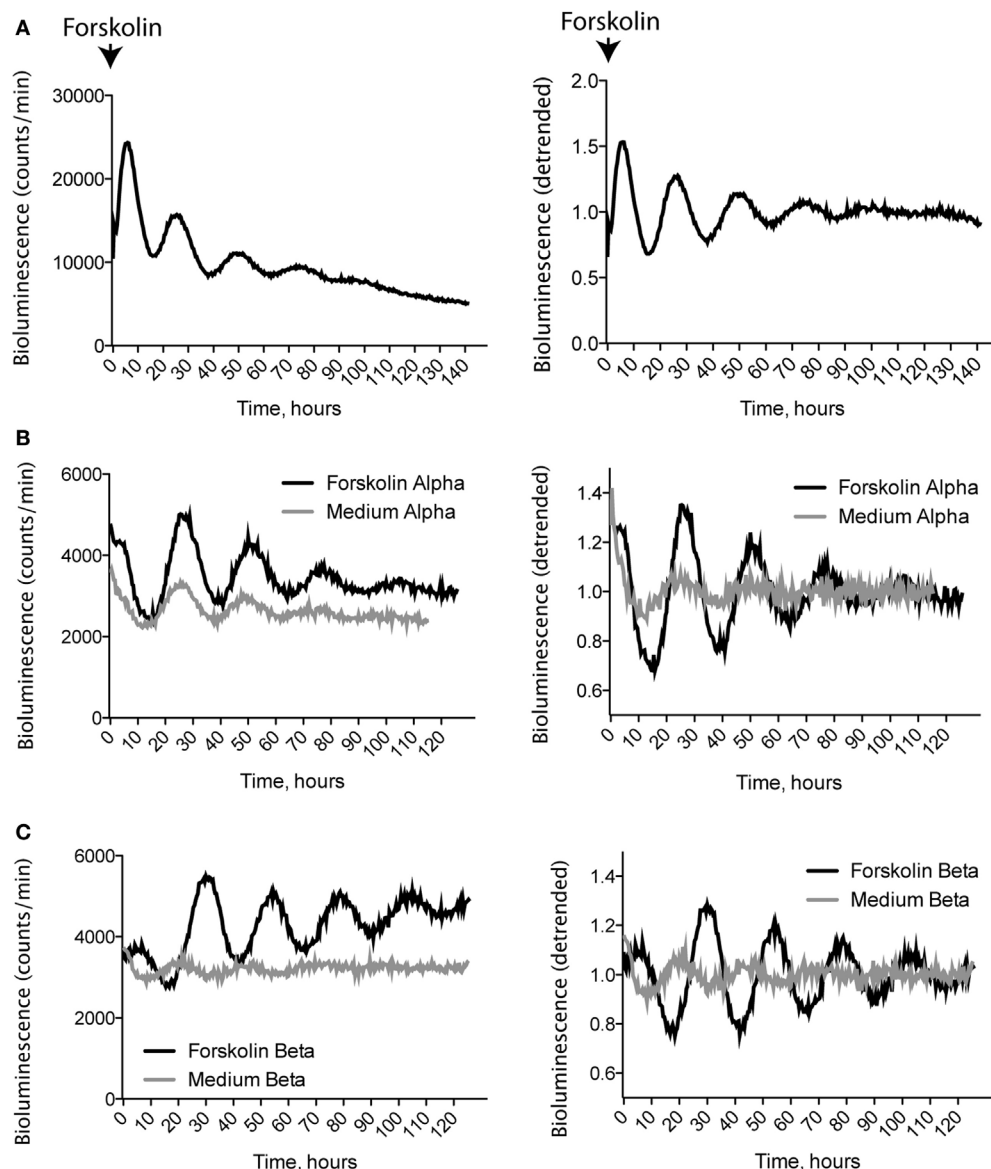 A
Forskolin
Bioluminescence (counts/min)
30000
20000
10000
0
0 10 20 30 40 50 60 70 80 90 100 110 120 130 140
Time, hours
Forskolin
Bioluminescence (detrended)
2.0
1.5
1.0
0.5
0.0
0 10 20 30 40 50 60 70 80 90 100 110 120 130 140
Time, hours
B
Bioluminescence (counts/min)
6000
4000
2000
0
Forskolin Alpha
Medium Alpha
0 10 20 30 40 50 60 70 80 90 100 110 120
Time, hours
Bioluminescence (detrended)
1.4
1.2
1.0
0.8
0.6
Forskolin Alpha
Medium Alpha
0 10 20 30 40 50 60 70 80 90 100 110 120
Time, hours
C
Bioluminescence (counts/min)
6000
4000
2000
0
Forskolin Beta
Medium Beta
0 10 20 30 40 50 60 70 80 90 100 110 120
Time, hours
Bioluminescence (detrended)
1.4
1.2
1.0
0.8
0.6
Forskolin Beta
Medium Beta
0 10 20 30 40 50 60 70 80 90 100 110 120
Time, hours